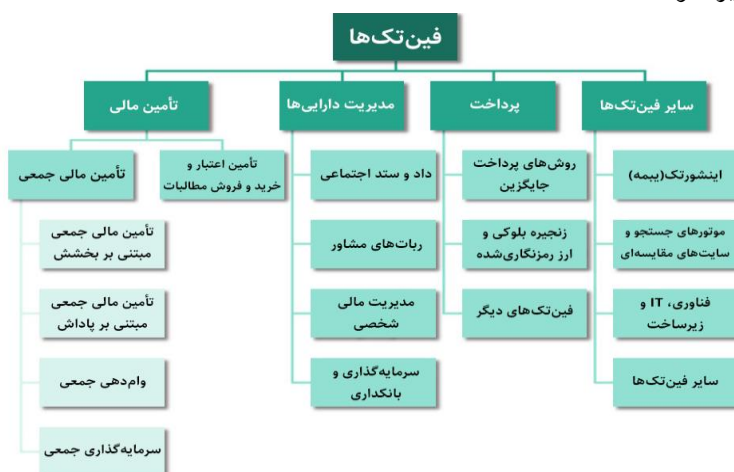 فین‌تک‌ها
سایر فین‌تک‌ها
پرداخت
مدیریت دارایی‌ها
تأمین مالی
اینشورتک(بیمه)
موتورهای جستجو و
سایت‌های مقایسه‌ای
فناوری، IT و
زیرساخت
سایر فین‌تک‌ها
روش‌های پرداخت
جایگزین
زنجیره بلوکی و
ارز رمزنگاری‌شده
فین‌تک‌های دیگر
داد و ستد اجتماعی
ربات‌های مشاور
مدیریت مالی
شخصی
سرمایه‌گذاری و
بانکداری
تأمین اعتبار و
خرید و فروش مطالبات
تأمین مالی جمعی
تأمین مالی جمعی
مبتنی بر بخشش
تأمین مالی جمعی
مبتنی بر پاداش
وام‌دهی جمعی
سرمایه‌گذاری جمعی